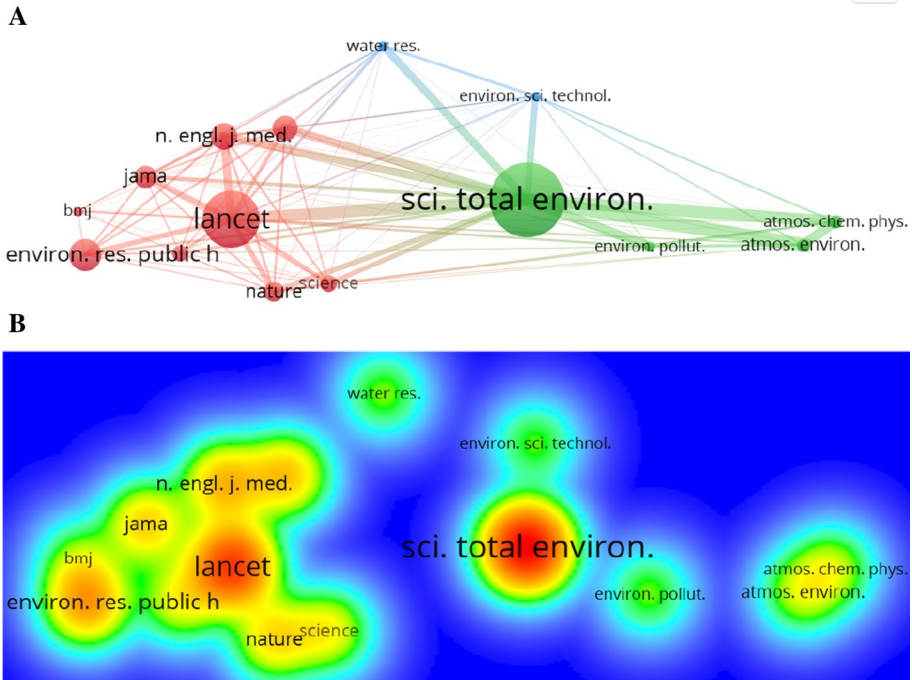 A
water res.
environ. sci. technol.
n. engl. j. med.
jama
sci. total environ.
bmj
lancet
atmos. chem. phys.
environ. res. public h
environ. pollut.
atmos. environ.
nature
science
B
water res.
environ. sci. technol.
n. engl. j. med.
jama
sci. total environ.
bmj
lancet
atmos. chem. phys.
environ. res. public h
environ. pollut.
atmos. environ.
nature
science